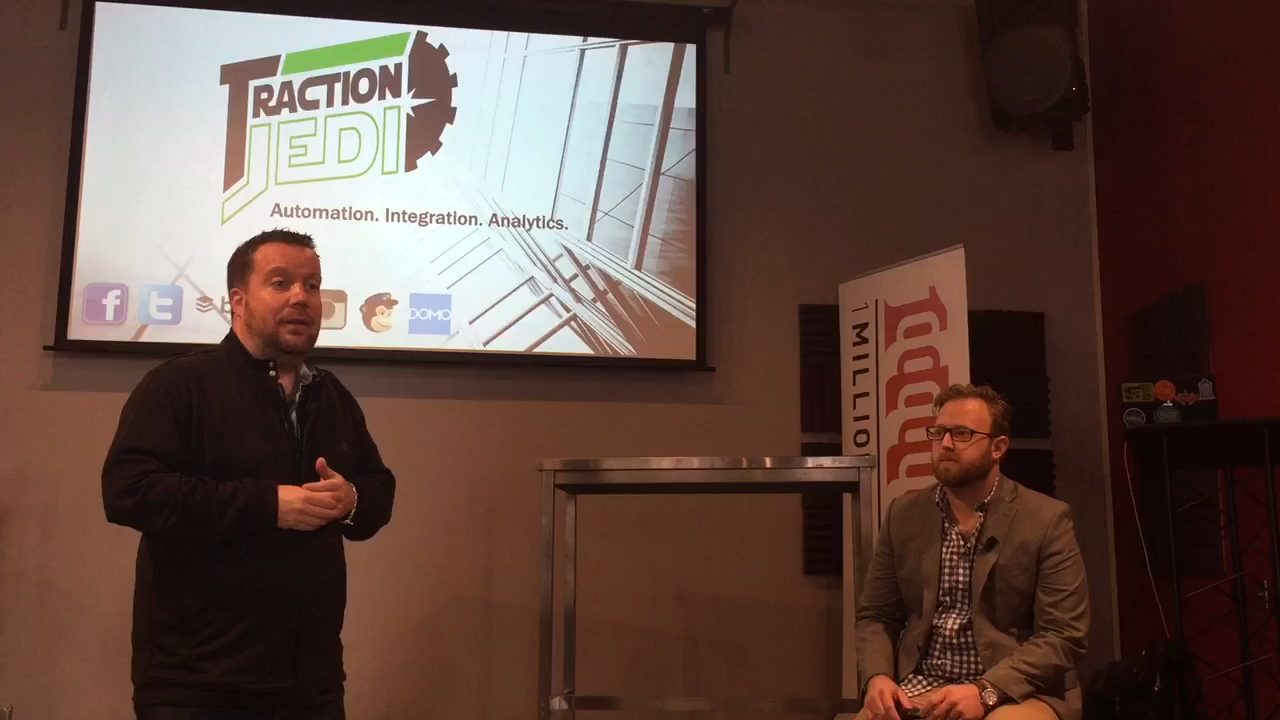 TRACTION
JEDI
Automation. Integration. Analytics.
f
t
b
DOMO
1 MILLIO